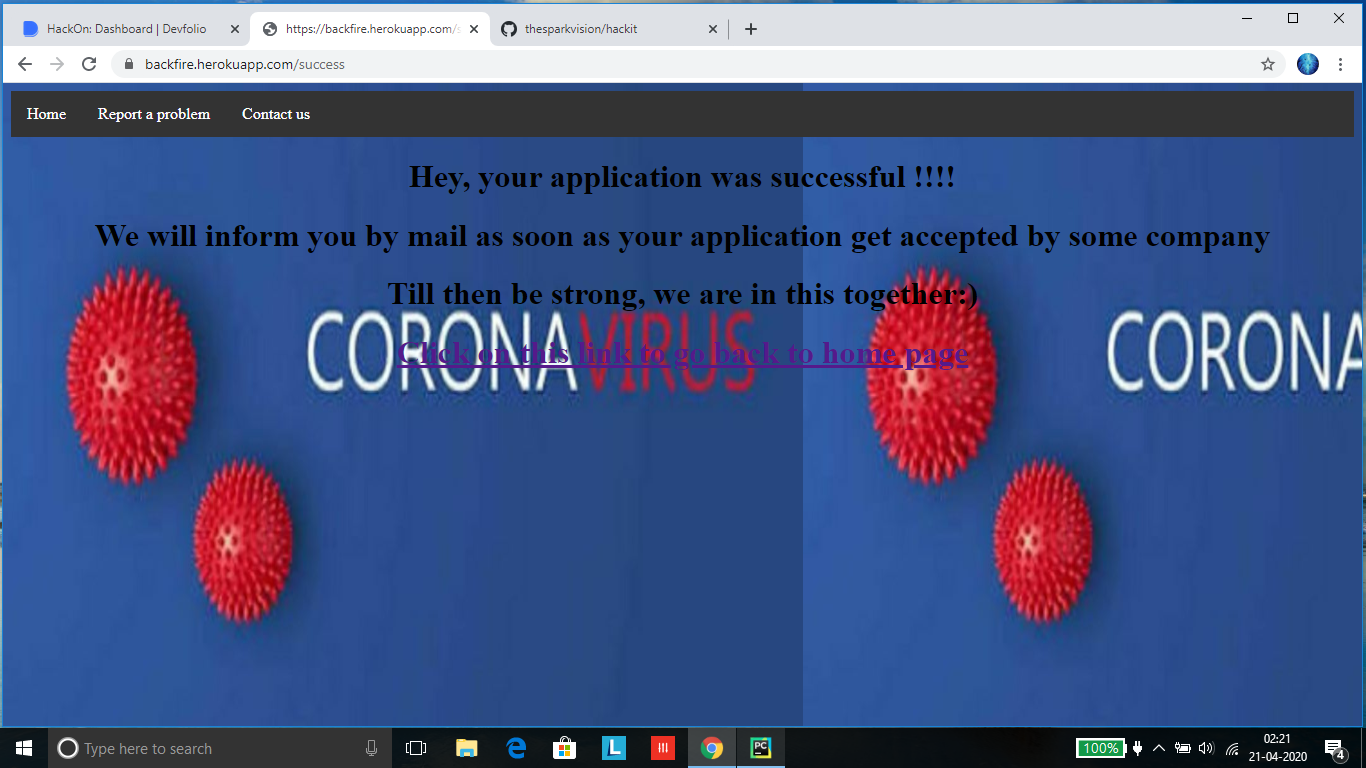 HackOn: Dashboard | Devfolio
https://backfire.herokuapp.com/s
thesparkvision/hackit
backfire.herokuapp.com/success
Home Report a problem Contact us
Hey, your application was successful !!!!
We will inform you by mail as soon as your application get accepted by some company
Till then be strong, we are in this together:)
CORONAVIRUS CORONA
Click on this link to go back to home page
Type here to search
L
PC
100%
02:21
21-04-2020
4